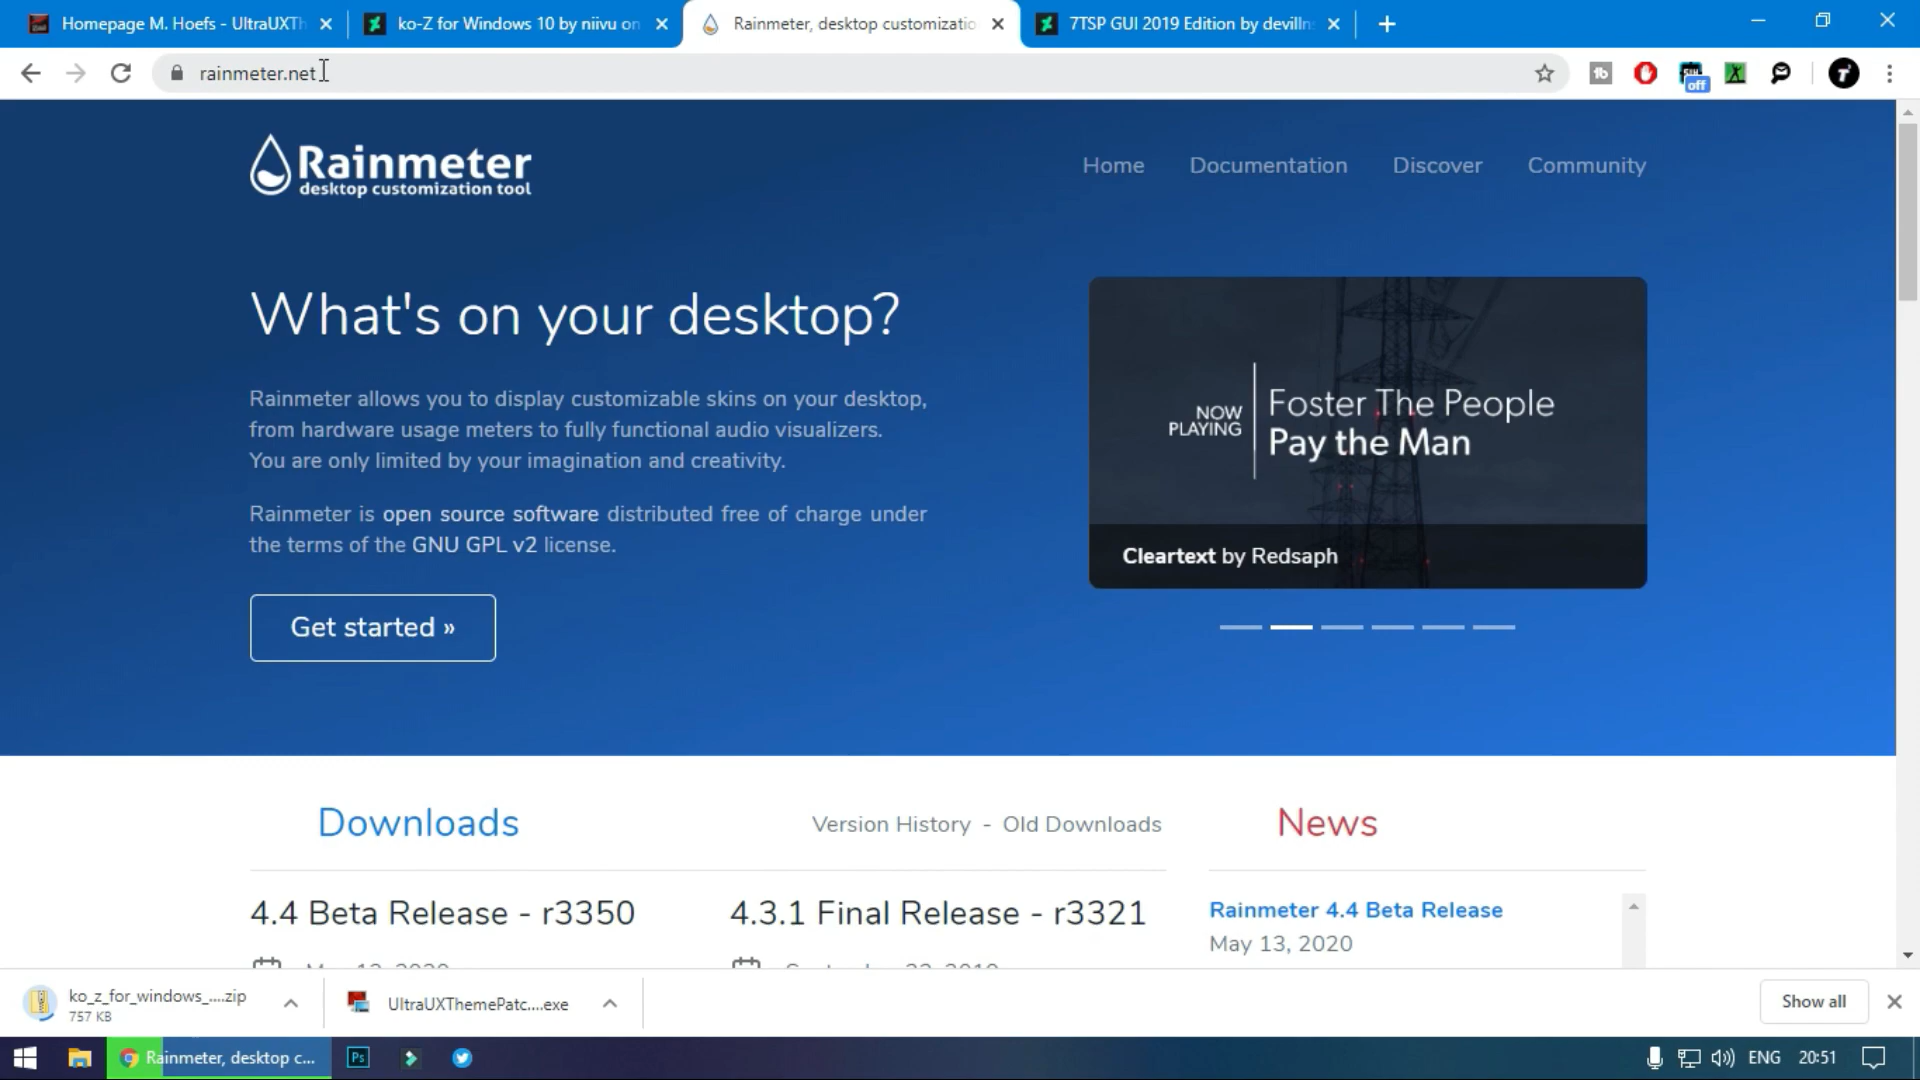 Homepage M. Hoefs - UltraUXTh
ko-Z for Windows 10 by niivu on
Rainmeter, desktop customizatio
7TSP GUI 2019 Edition by devilln
rainmeter.net
off
Rainmeter
desktop customization tool
Home
Documentation
Discover
Community
What's on your desktop?
Rainmeter allows you to display customizable skins on your desktop,
from hardware usage meters to fully functional audio visualizers.
You are only limited by your imagination and creativity.
Rainmeter is open source software distributed free of charge under
the terms of the GNU GPL v2 license.
Get started »
NOW
PLAYING
Foster The People
Pay the Man
Cleartext by Redsaph
Downloads
Version History - Old Downloads
News
4.4 Beta Release - r3350
4.3.1 Final Release - r3321
Rainmeter 4.4 Beta Release
May 13, 2020
ko_z_for_windows_....zip
757 KB
UltraUXThemePatc....exe
Show all
Rainmeter, desktop c...
Ps
ENG
20:51